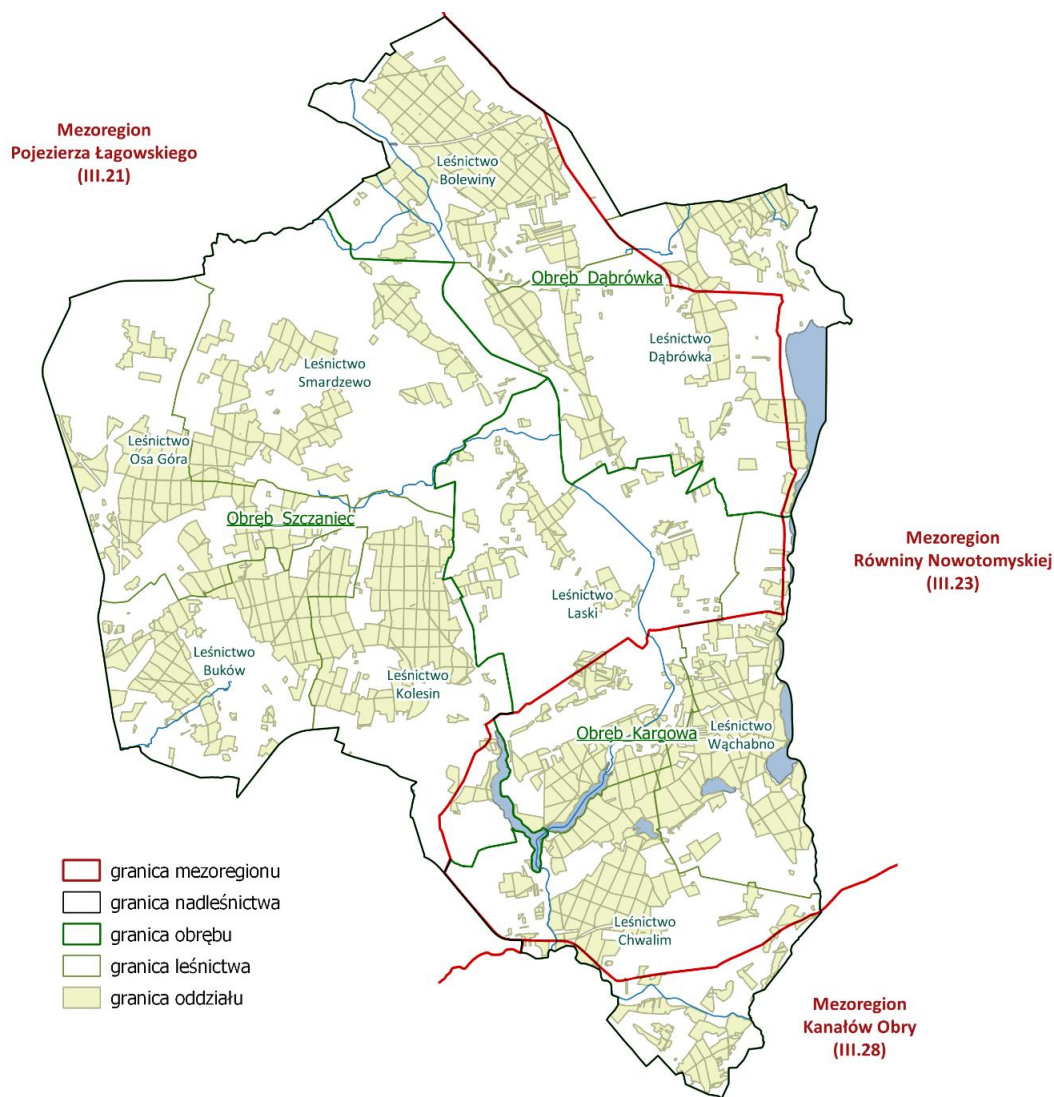 Mezoregion
Pojezierza Łagowskiego
(III.21)
Leśnictwo
Bolewiny
Obręb Dąbrówka
Leśnictwo
Dąbrówka
Leśnictwo
Smardzewo
Leśnictwo
Osa Góra
Obręb Szczaniec
Mezoregion
Równiny Nowotomyskiej
(III.23)
Leśnictwo
Laski
Leśnictwo
Buków
Leśnictwo
Kolesin
Obręb Kargowa
Leśnictwo
Wąchabno
granica mezoregionu
granica nadleśnictwa
granica obrębu
granica leśnictwa
granica oddziału
Leśnictwo
Chwalim
Mezoregion
Kanałów Obry
(III.28)